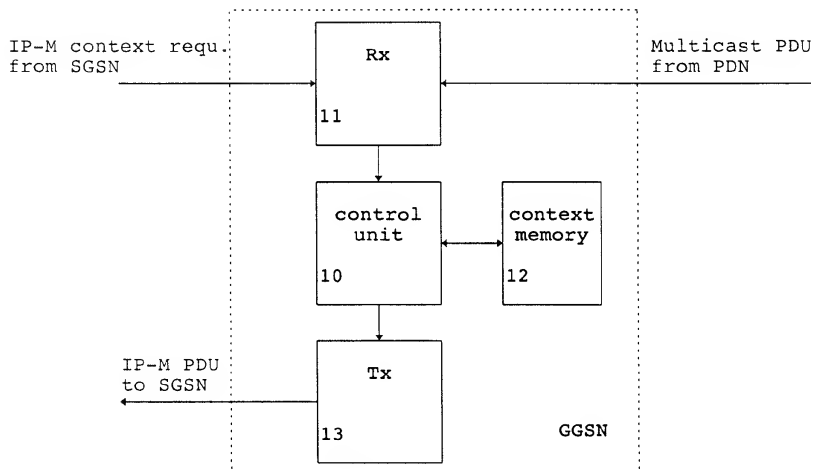 IP-M context requ.
from SGSN
Rx
11
Multicast PDU
from PDN
control
unit
10
context
memory
12
IP-M PDU
to SGSN
Tx
13
GGSN